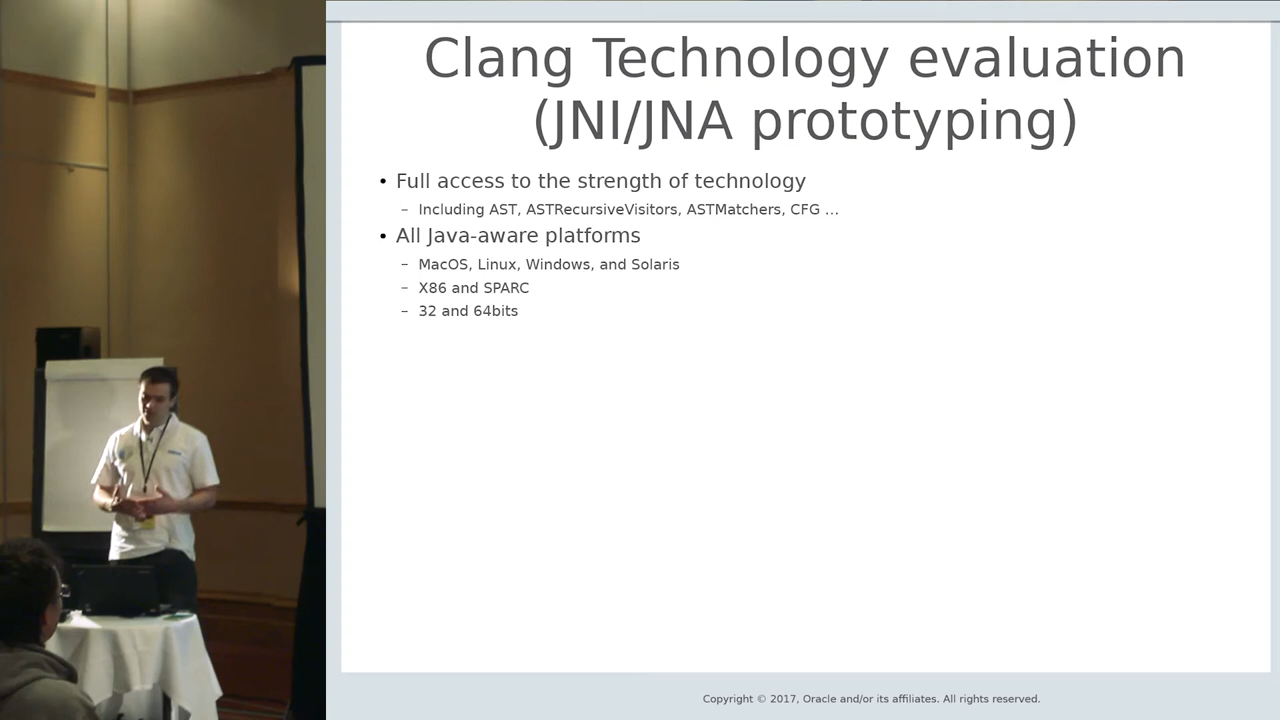 Clang Technology evaluation
(JNI/JNA prototyping)
• Full access to the strength of technology
– Including AST, ASTRecursiveVisitors, ASTMatchers, CFG ...
• All Java-aware platforms
– MacOS, Linux, Windows, and Solaris
– X86 and SPARC
– 32 and 64bits
Copyright © 2017, Oracle and/or its affiliates. All rights reserved.